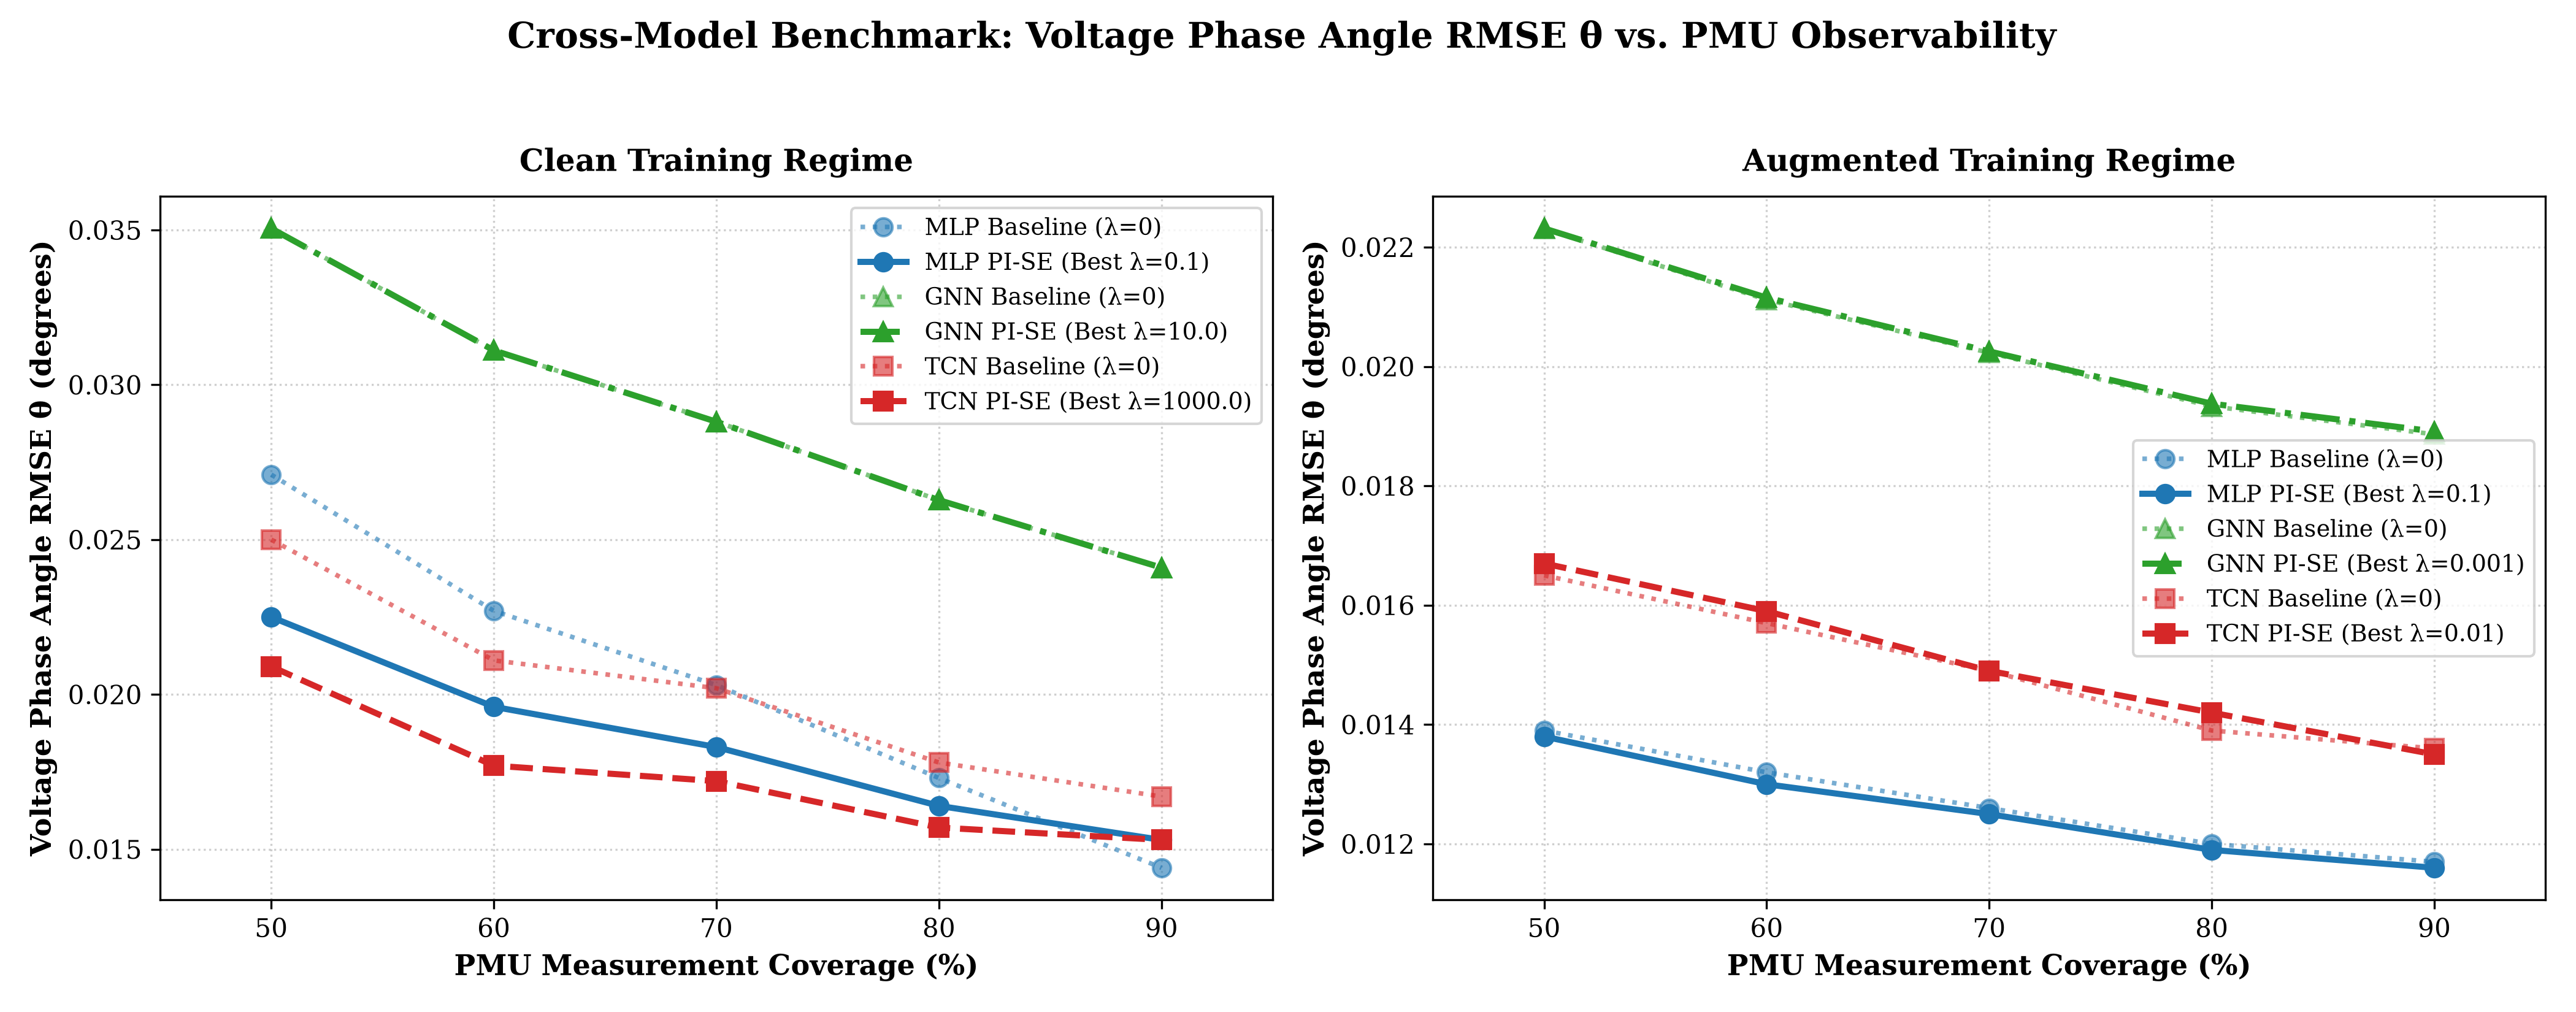 Cross-Model Benchmark: Voltage Phase Angle RMSE θ vs. PMU Observability
Clean Training Regime
Voltage Phase Angle RMSE θ (degrees)
0.035
0.030
0.025
0.020
0.015
MLP Baseline (λ=0)
MLP PI-SE (Best λ=0.1)
GNN Baseline (λ=0)
GNN PI-SE (Best λ=10.0)
TCN Baseline (λ=0)
TCN PI-SE (Best λ=1000.0)
50 60 70 80 90
PMU Measurement Coverage (%)
Augmented Training Regime
Voltage Phase Angle RMSE θ (degrees)
0.022
0.020
0.018
0.016
0.014
0.012
MLP Baseline (λ=0)
MLP PI-SE (Best λ=0.1)
GNN Baseline (λ=0)
GNN PI-SE (Best λ=0.001)
TCN Baseline (λ=0)
TCN PI-SE (Best λ=0.01)
50 60 70 80 90
PMU Measurement Coverage (%)